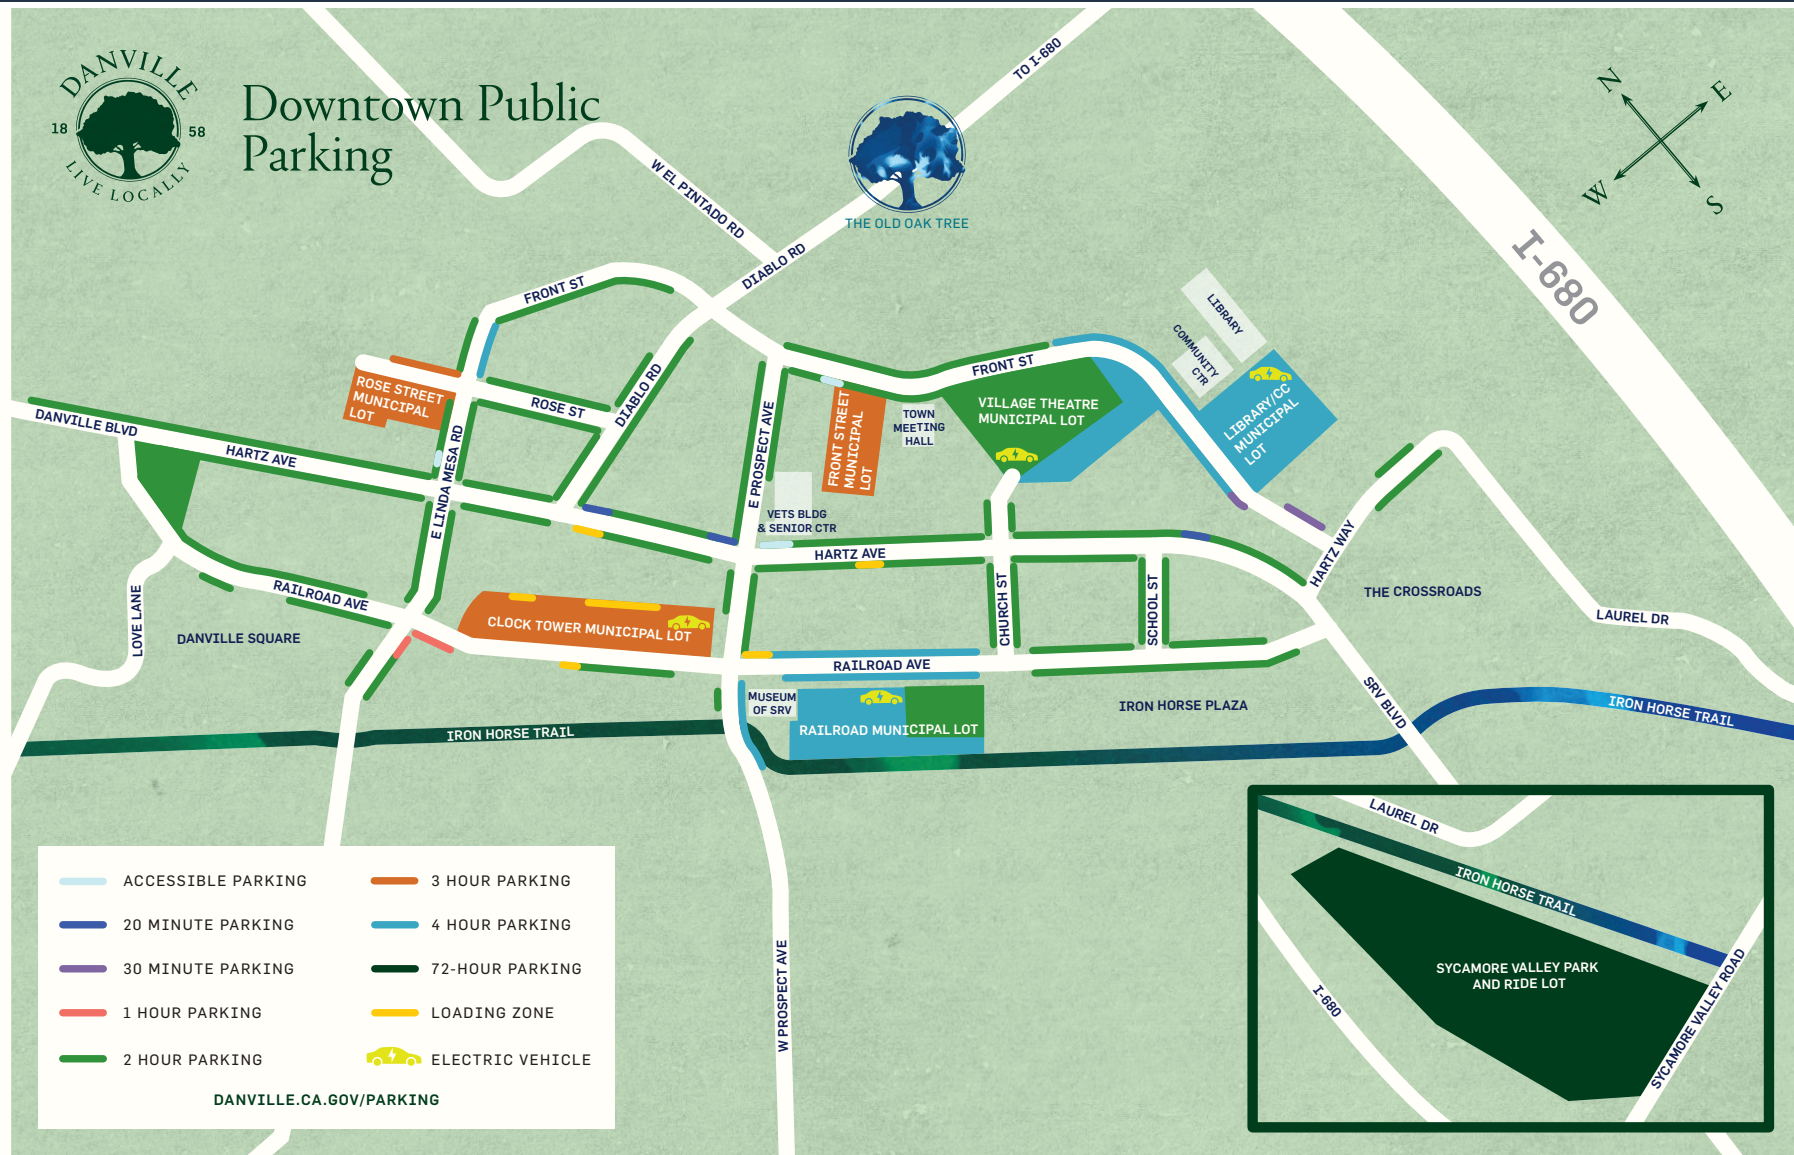 DANVILLE
18
58
LIVE LOCALLY
Downtown Public
Parking
TO I-680
THE OLD OAK TREE
W EL PINTADO RD
DIABLO RD
N
E
W
S
I-680
FRONT ST
LIBRARY
COMMUNITY
CTR
ROSE STREET
MUNICIPAL
LOT
ROSE ST
DIABLO RD
FRONT ST
DANVILLE BLVD
HARTZ AVE
E LINDA MESA RD
E PROSPECT AVE
FRONT STREET
MUNICIPAL
LOT
TOWN
MEETING
HALL
VILLAGE THEATRE
MUNICIPAL LOT
LIBRARY/CC
MUNICIPAL
LOT
VETS BLDG
& SENIOR CTR
HARTZ AVE
HARTZ WAY
THE CROSSROADS
LAUREL DR
LOVE LANE
RAILROAD AVE
DANVILLE SQUARE
CLOCK TOWER MUNICIPAL LOT
CHURCH ST
SCHOOL ST
RAILROAD AVE
MUSEUM
OF SRV
RAILROAD MUNICIPAL LOT
IRON HORSE PLAZA
SRV BLVD
IRON HORSE TRAIL
IRON HORSE TRAIL
W PROSPECT AVE
ACCESSIBLE PARKING
20 MINUTE PARKING
30 MINUTE PARKING
1 HOUR PARKING
2 HOUR PARKING
3 HOUR PARKING
4 HOUR PARKING
72-HOUR PARKING
LOADING ZONE
ELECTRIC VEHICLE
DANVILLE.CA.GOV/PARKING
LAUREL DR
IRON HORSE TRAIL
SYCAMORE VALLEY PARK
AND RIDE LOT
I-680
SYCAMORE VALLEY ROAD